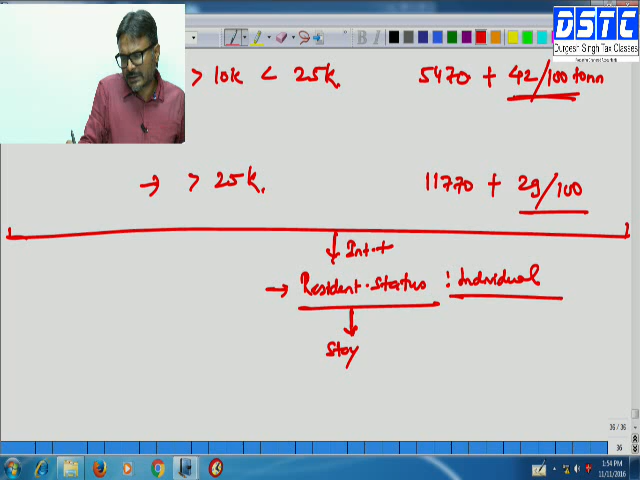 DSTC
Durgesh Singh Tax Classes
> 10k < 25k. 5470 + 42/100 tonn
→ > 25k. 11770 + 29/100
↓ Int.t
→ Resident.Status : Individual
↓
Stay
36 / 36
36
1:54 PM
11/11/2016